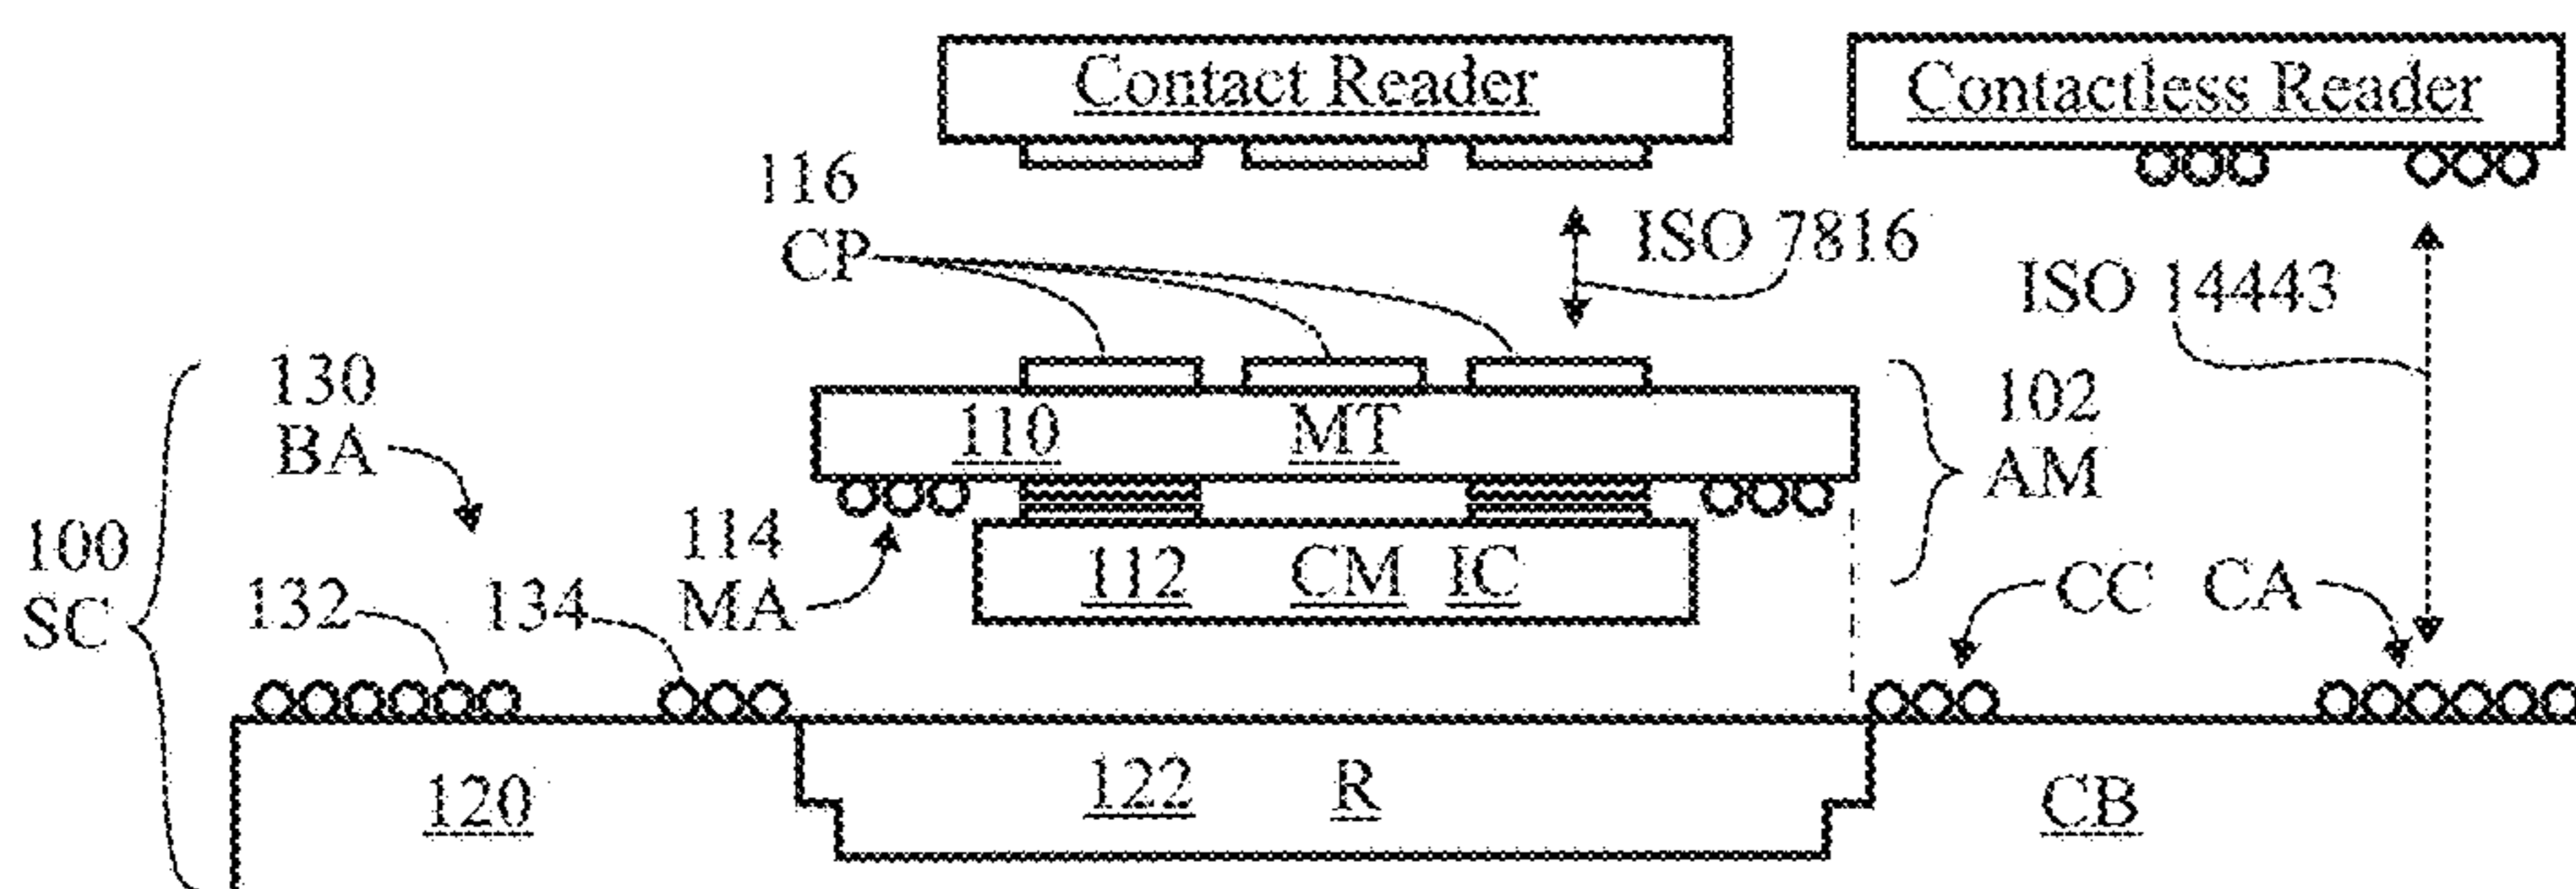 Contact Reader
Contactless Reader
116
CP
ISO 7816
ISO 14443
130
BA
110 MT
102
AM
100
SC
132
134
114
MA
112 CM IC
CC CA
120
122 R
CB